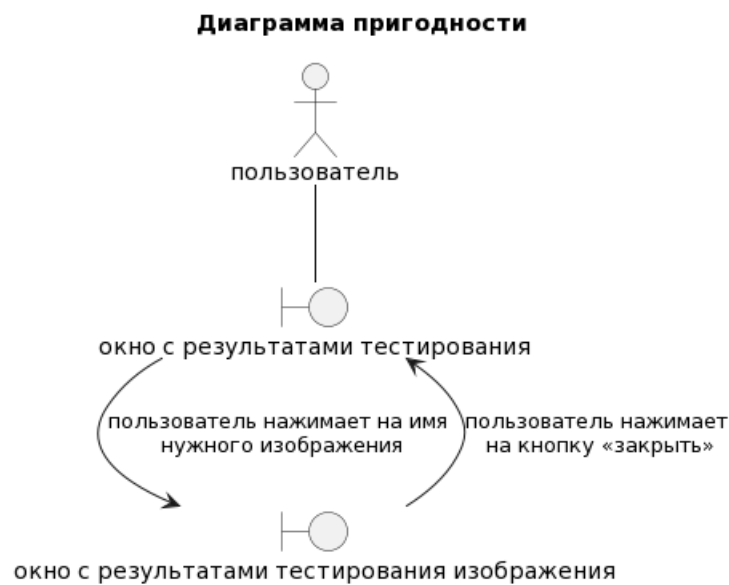 Диаграмма пригодности
пользователь
окно с результатами тестирования
пользователь нажимает на имя
нужного изображения
пользователь нажимает
на кнопку «закрыть»
окно с результатами тестирования изображения